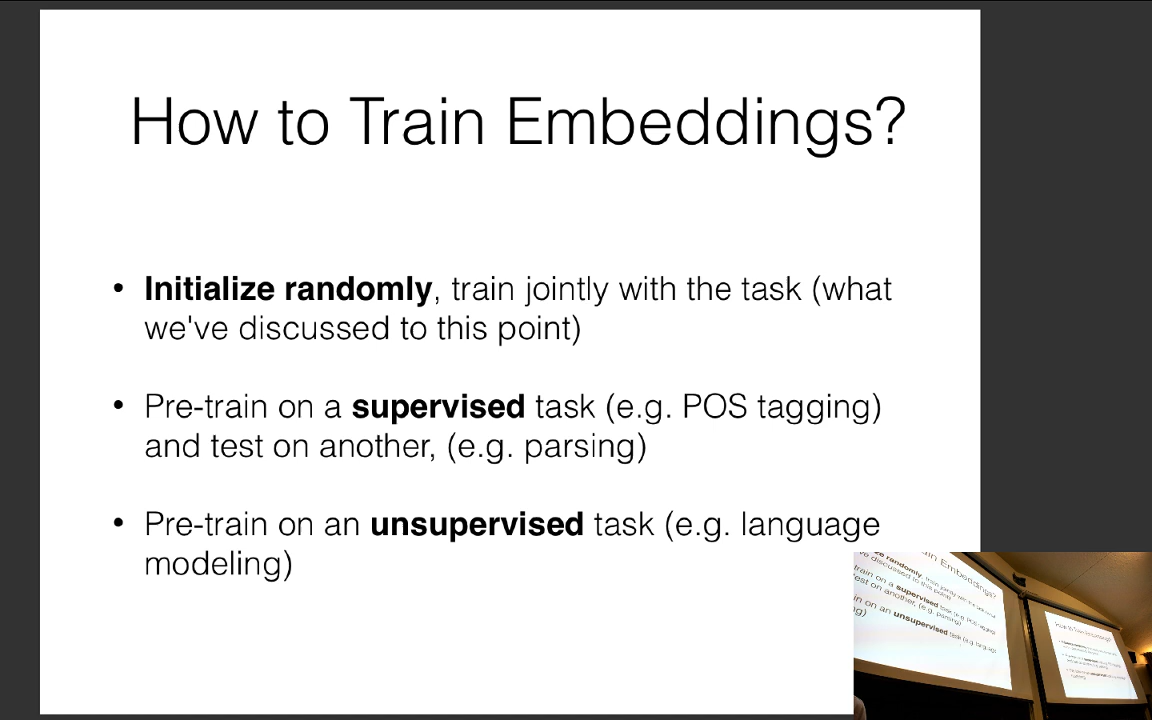 How to Train Embeddings?
• Initialize randomly, train jointly with the task (what
we've discussed to this point)
• Pre-train on a supervised task (e.g. POS tagging)
and test on another, (e.g. parsing)
• Pre-train on an unsupervised task (e.g. language
modeling)